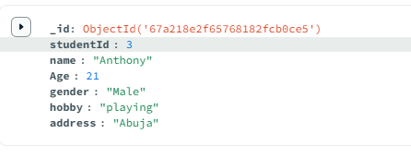 _id: ObjectId('67a218e2f65768182fcb0ce5')
studentId : 3
name : "Anthony"
Age : 21
gender : "Male"
hobby : "playing"
address : "Abuja"